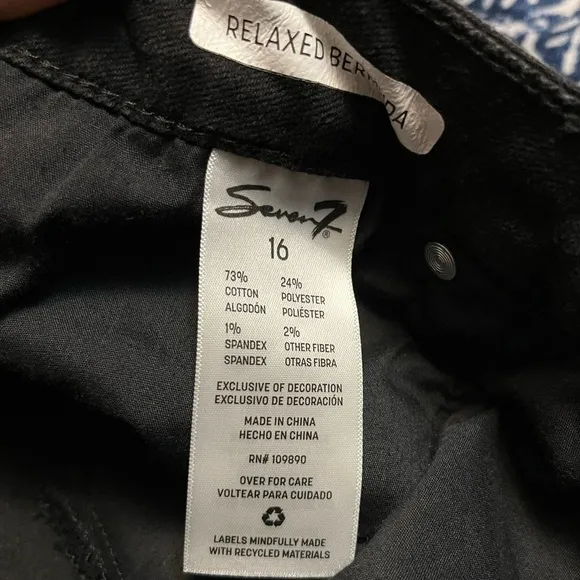 RELAXED BERMUDA
Seven7®
16
73% 24%
COTTON POLYESTER
ALGODÓN POLIÉSTER
1% 2%
SPANDEX OTHER FIBER
SPANDEX OTRAS FIBRA
EXCLUSIVE OF DECORATION
EXCLUSIVO DE DECORACIÓN
MADE IN CHINA
HECHO EN CHINA
RN# 109890
OVER FOR CARE
VOLTEAR PARA CUIDADO
LABELS MINDFULLY MADE
WITH RECYCLED MATERIALS